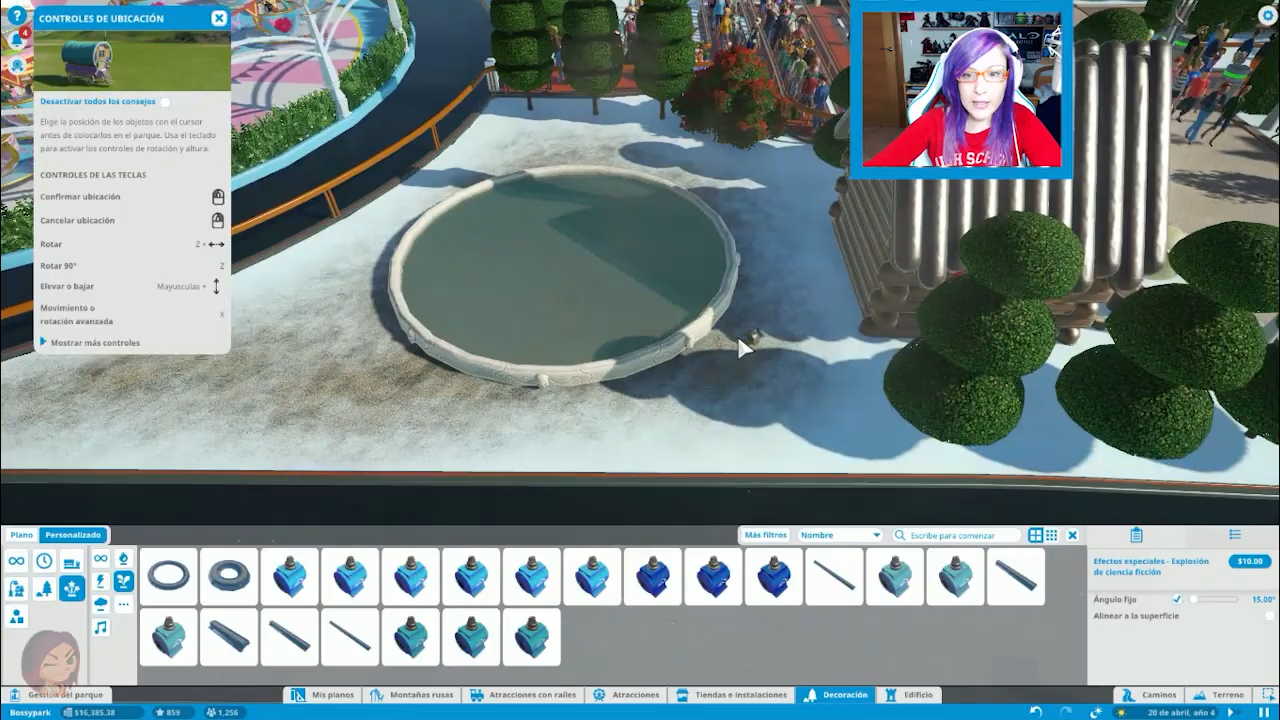 CONTROLES DE UBICACIÓN
Desactivar todos los consejos
Elige la posición de los objetos con el cursor
antes de colocarlos en el parque. Usa el teclado
para activar los controles de rotación y altura.
CONTROLES DE LAS TECLAS
Confirmar ubicación
Cancelar ubicación
Rotar Z +
Rotar 90° Z
Elevar o bajar Mayusculas +
Movimiento o
rotación avanzada X
Mostrar más controles
4
HALO
HIGH SCHOOL
Plano Personalizado Más filtros Nombre Escribe para comenzar
Efectos especiales - Explosión
de ciencia ficción
$10.00
Ángulo fijo 15.00°
Alinear a la superficie
Gestión del parque Mis planos Montañas rusas Atracciones con raíles Atracciones Tiendas e instalaciones Decoración Edificio Caminos Terreno
Bossypark $16,385.38 859 1,256 20 de abril, año 4